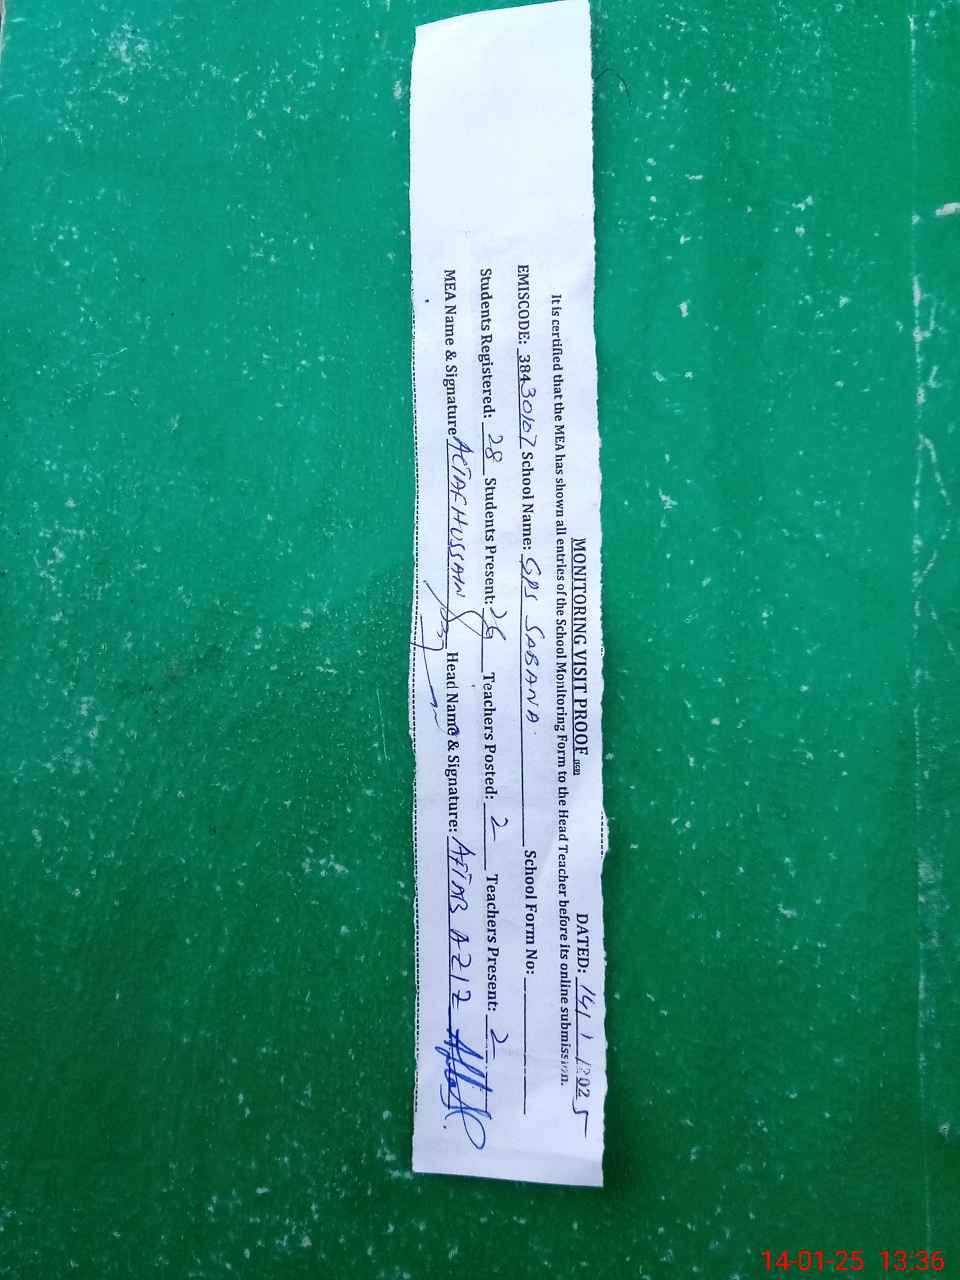 MONITORING VISIT PROOF DATED: 14/1/2025
It is certified that the MEA has shown all entries of the School Monitoring Form to the Head Teacher before its online submission.
EMISCODE: 38430107 School Name: GPS SABANA School Form No:
Students Registered: 28 Students Present: 26 Teachers Posted: 2 Teachers Present: 2
MEA Name & Signature ALTAF HUSSAIN Head Name & Signature: AFTAB AZIZ
14-01-25 13:36